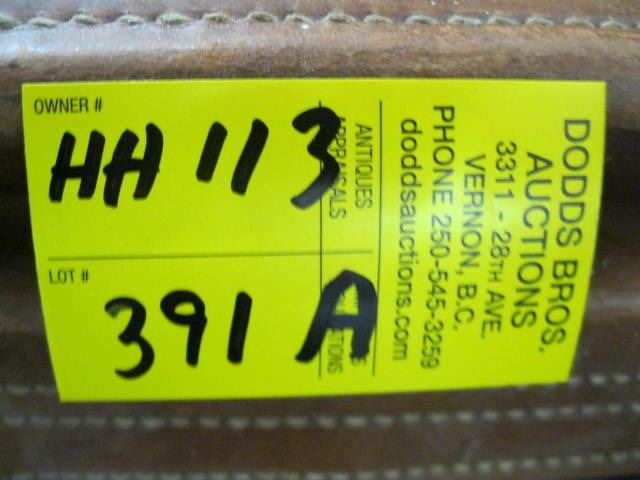 OWNER #
HH 113
LOT #
391 A
DODDS BROS.
AUCTIONS
3311 - 28TH AVE.
VERNON, B.C.
PHONE 250-545-3259
doddsauctions.com
ANTIQUES
APPRAISALS